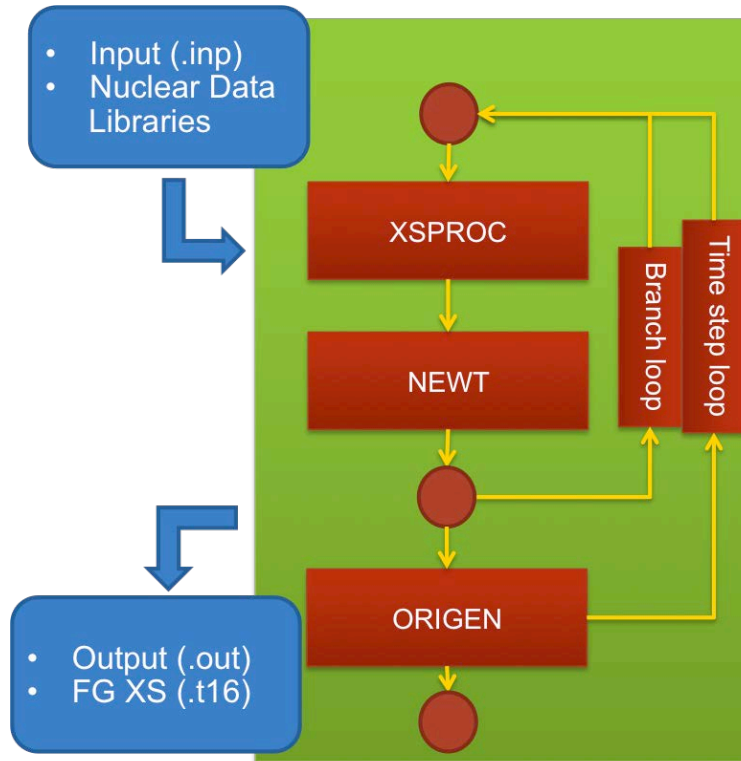 • Input (.inp)
• Nuclear Data
Libraries
XSPROC
NEWT
Branch loop
Time step loop
ORIGEN
• Output (.out)
• FG XS (.t16)